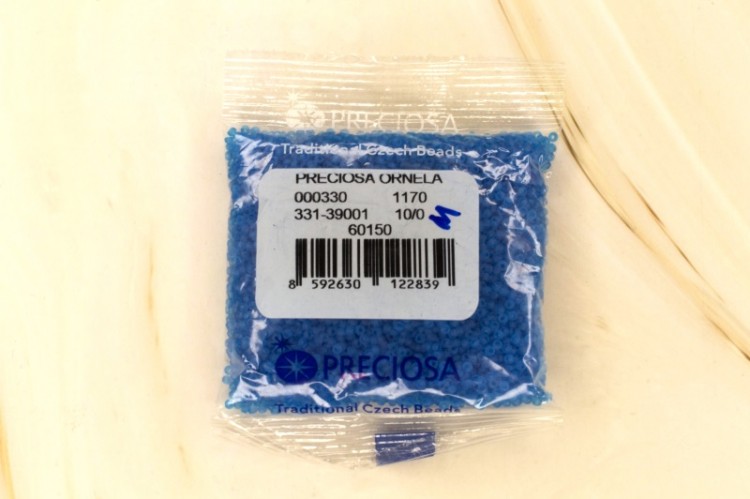 PRECIOSA
Traditional Czech Beads
PRECIOSA ORNELA
000330 1170
331-39001 10/0 M
60150
8 592630 122839
PRECIOSA
Traditional Czech Beads